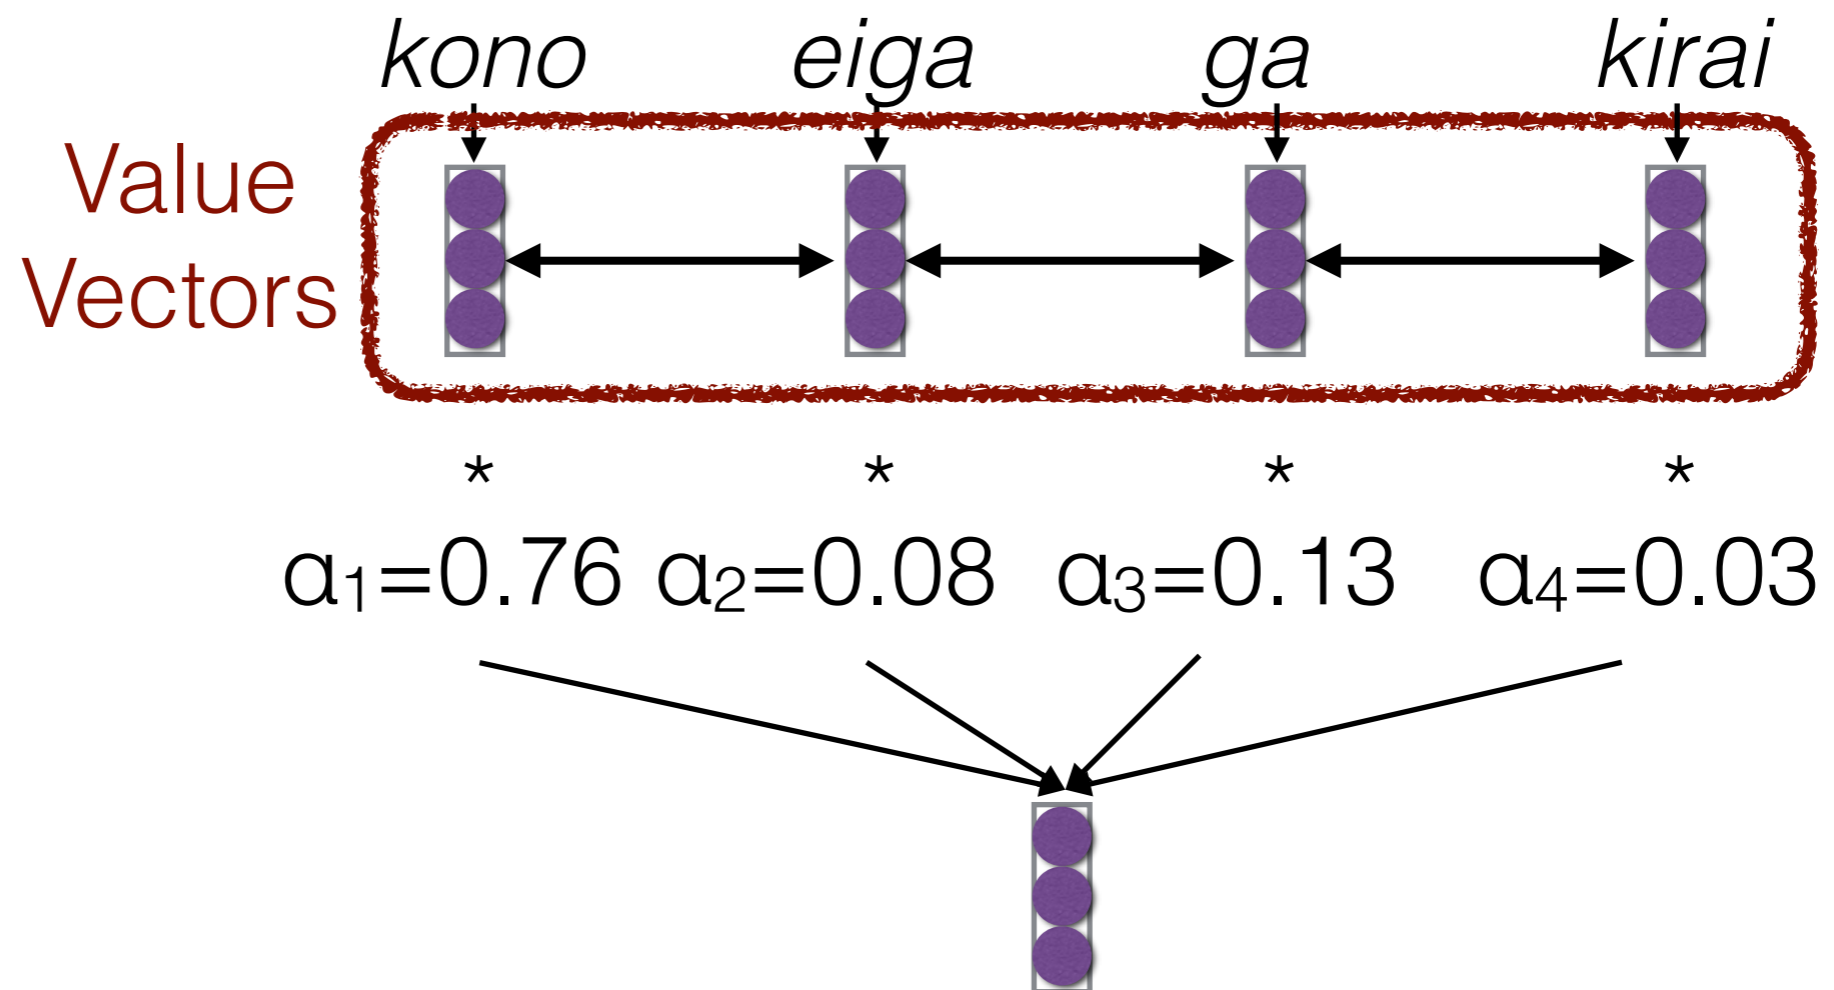 kono eiga ga kirai
Value
Vectors
* * * *
α₁=0.76 α₂=0.08 α₃=0.13 α₄=0.03